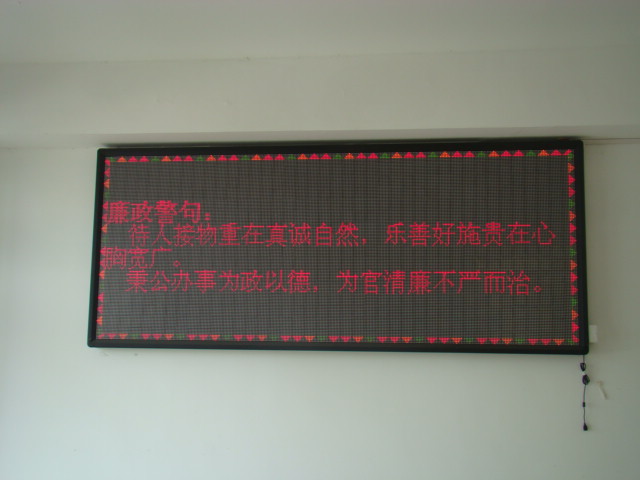 廉政警句：
待人接物重在真诚自然，乐善好施贵在心
胸宽广。
秉公办事为政以德，为官清廉不严而治。